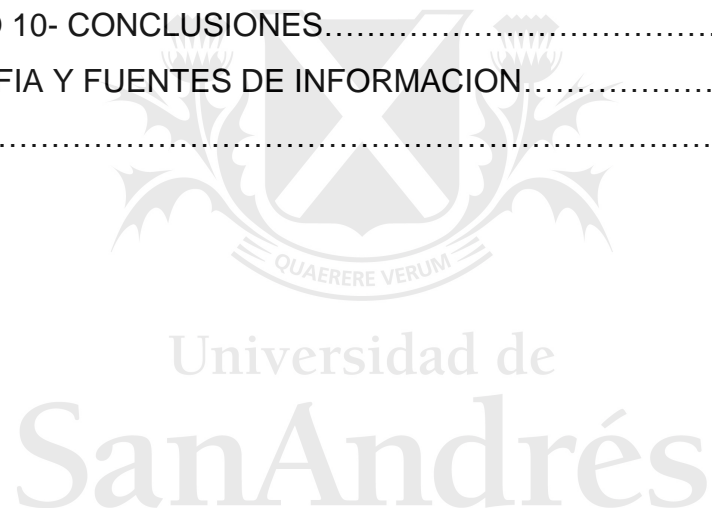 10- CONCLUSIONES……………………………………
FIA Y FUENTES DE INFORMACION…………………
……………………………………………………………………
QUAERERE VERUM
Universidad de
SanAndrés